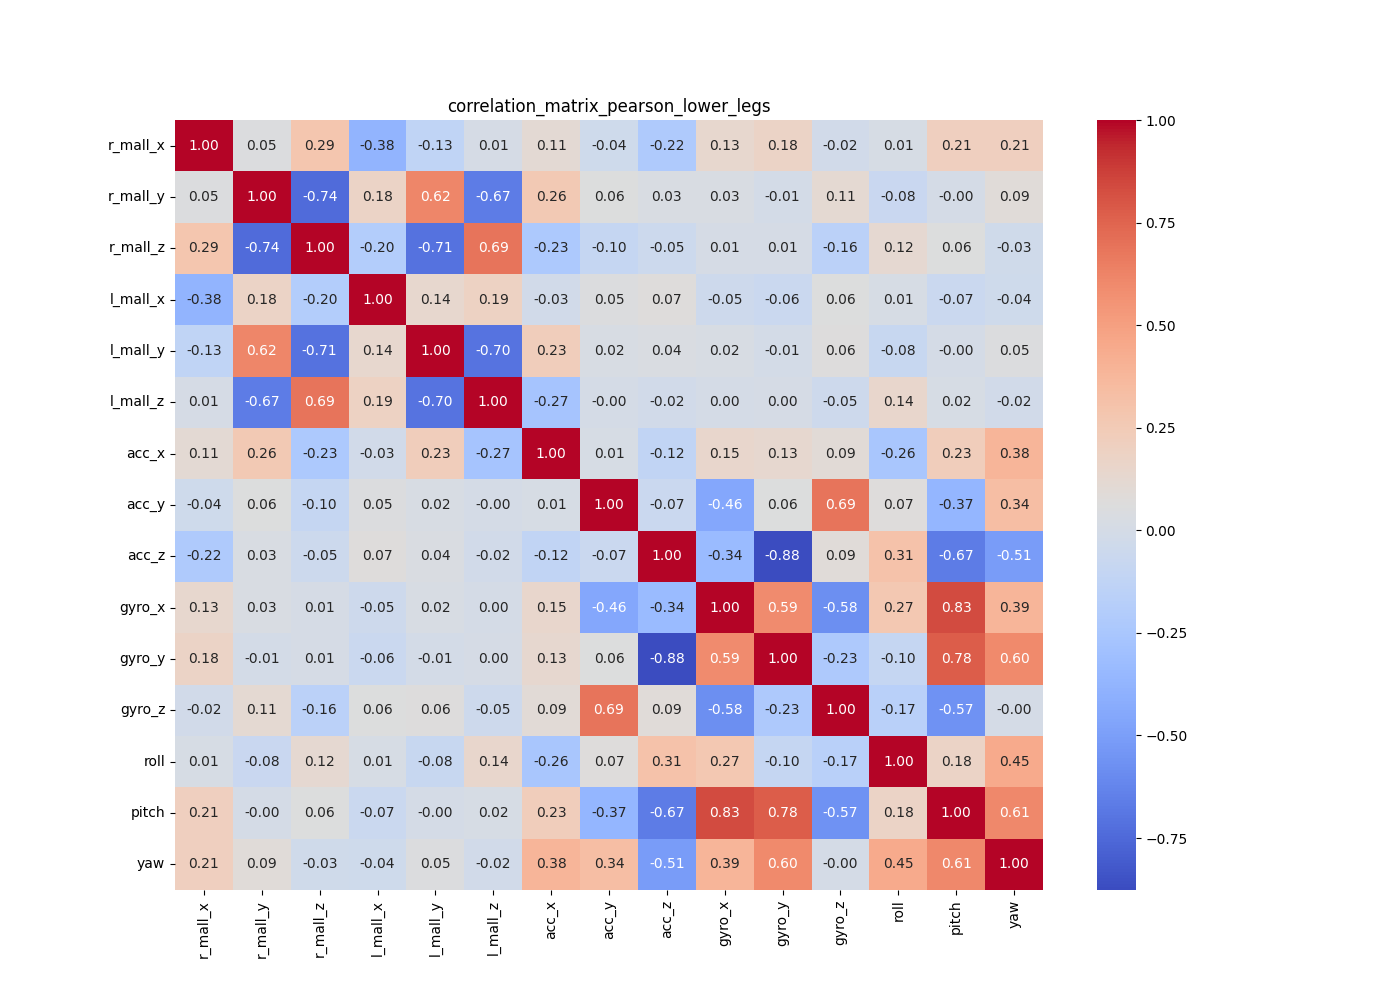 correlation_matrix_pearson_lower_legs
r_mall_x 1.00 0.05 0.29 -0.38 -0.13 0.01 0.11 -0.04 -0.22 0.13 0.18 -0.02 0.01 0.21 0.21
r_mall_y 0.05 1.00 -0.74 0.18 0.62 -0.67 0.26 0.06 0.03 0.03 -0.01 0.11 -0.08 -0.00 0.09
r_mall_z 0.29 -0.74 1.00 -0.20 -0.71 0.69 -0.23 -0.10 -0.05 0.01 0.01 -0.16 0.12 0.06 -0.03
l_mall_x -0.38 0.18 -0.20 1.00 0.14 0.19 -0.03 0.05 0.07 -0.05 -0.06 0.06 0.01 -0.07 -0.04
l_mall_y -0.13 0.62 -0.71 0.14 1.00 -0.70 0.23 0.02 0.04 0.02 -0.01 0.06 -0.08 -0.00 0.05
l_mall_z 0.01 -0.67 0.69 0.19 -0.70 1.00 -0.27 -0.00 -0.02 0.00 0.00 -0.05 0.14 0.02 -0.02
acc_x 0.11 0.26 -0.23 -0.03 0.23 -0.27 1.00 0.01 -0.12 0.15 0.13 0.09 -0.26 0.23 0.38
acc_y -0.04 0.06 -0.10 0.05 0.02 -0.00 0.01 1.00 -0.07 -0.46 0.06 0.69 0.07 -0.37 0.34
acc_z -0.22 0.03 -0.05 0.07 0.04 -0.02 -0.12 -0.07 1.00 -0.34 -0.88 0.09 0.31 -0.67 -0.51
gyro_x 0.13 0.03 0.01 -0.05 0.02 0.00 0.15 -0.46 -0.34 1.00 0.59 -0.58 0.27 0.83 0.39
gyro_y 0.18 -0.01 0.01 -0.06 -0.01 0.00 0.13 0.06 -0.88 0.59 1.00 -0.23 -0.10 0.78 0.60
gyro_z -0.02 0.11 -0.16 0.06 0.06 -0.05 0.09 0.69 0.09 -0.58 -0.23 1.00 -0.17 -0.57 -0.00
roll 0.01 -0.08 0.12 0.01 -0.08 0.14 -0.26 0.07 0.31 0.27 -0.10 -0.17 1.00 0.18 0.45
pitch 0.21 -0.00 0.06 -0.07 -0.00 0.02 0.23 -0.37 -0.67 0.83 0.78 -0.57 0.18 1.00 0.61
yaw 0.21 0.09 -0.03 -0.04 0.05 -0.02 0.38 0.34 -0.51 0.39 0.60 -0.00 0.45 0.61 1.00
r_mall_x r_mall_y r_mall_z l_mall_x l_mall_y l_mall_z acc_x acc_y acc_z gyro_x gyro_y gyro_z roll pitch yaw
1.00
0.75
0.50
0.25
0.00
−0.25
−0.50
−0.75